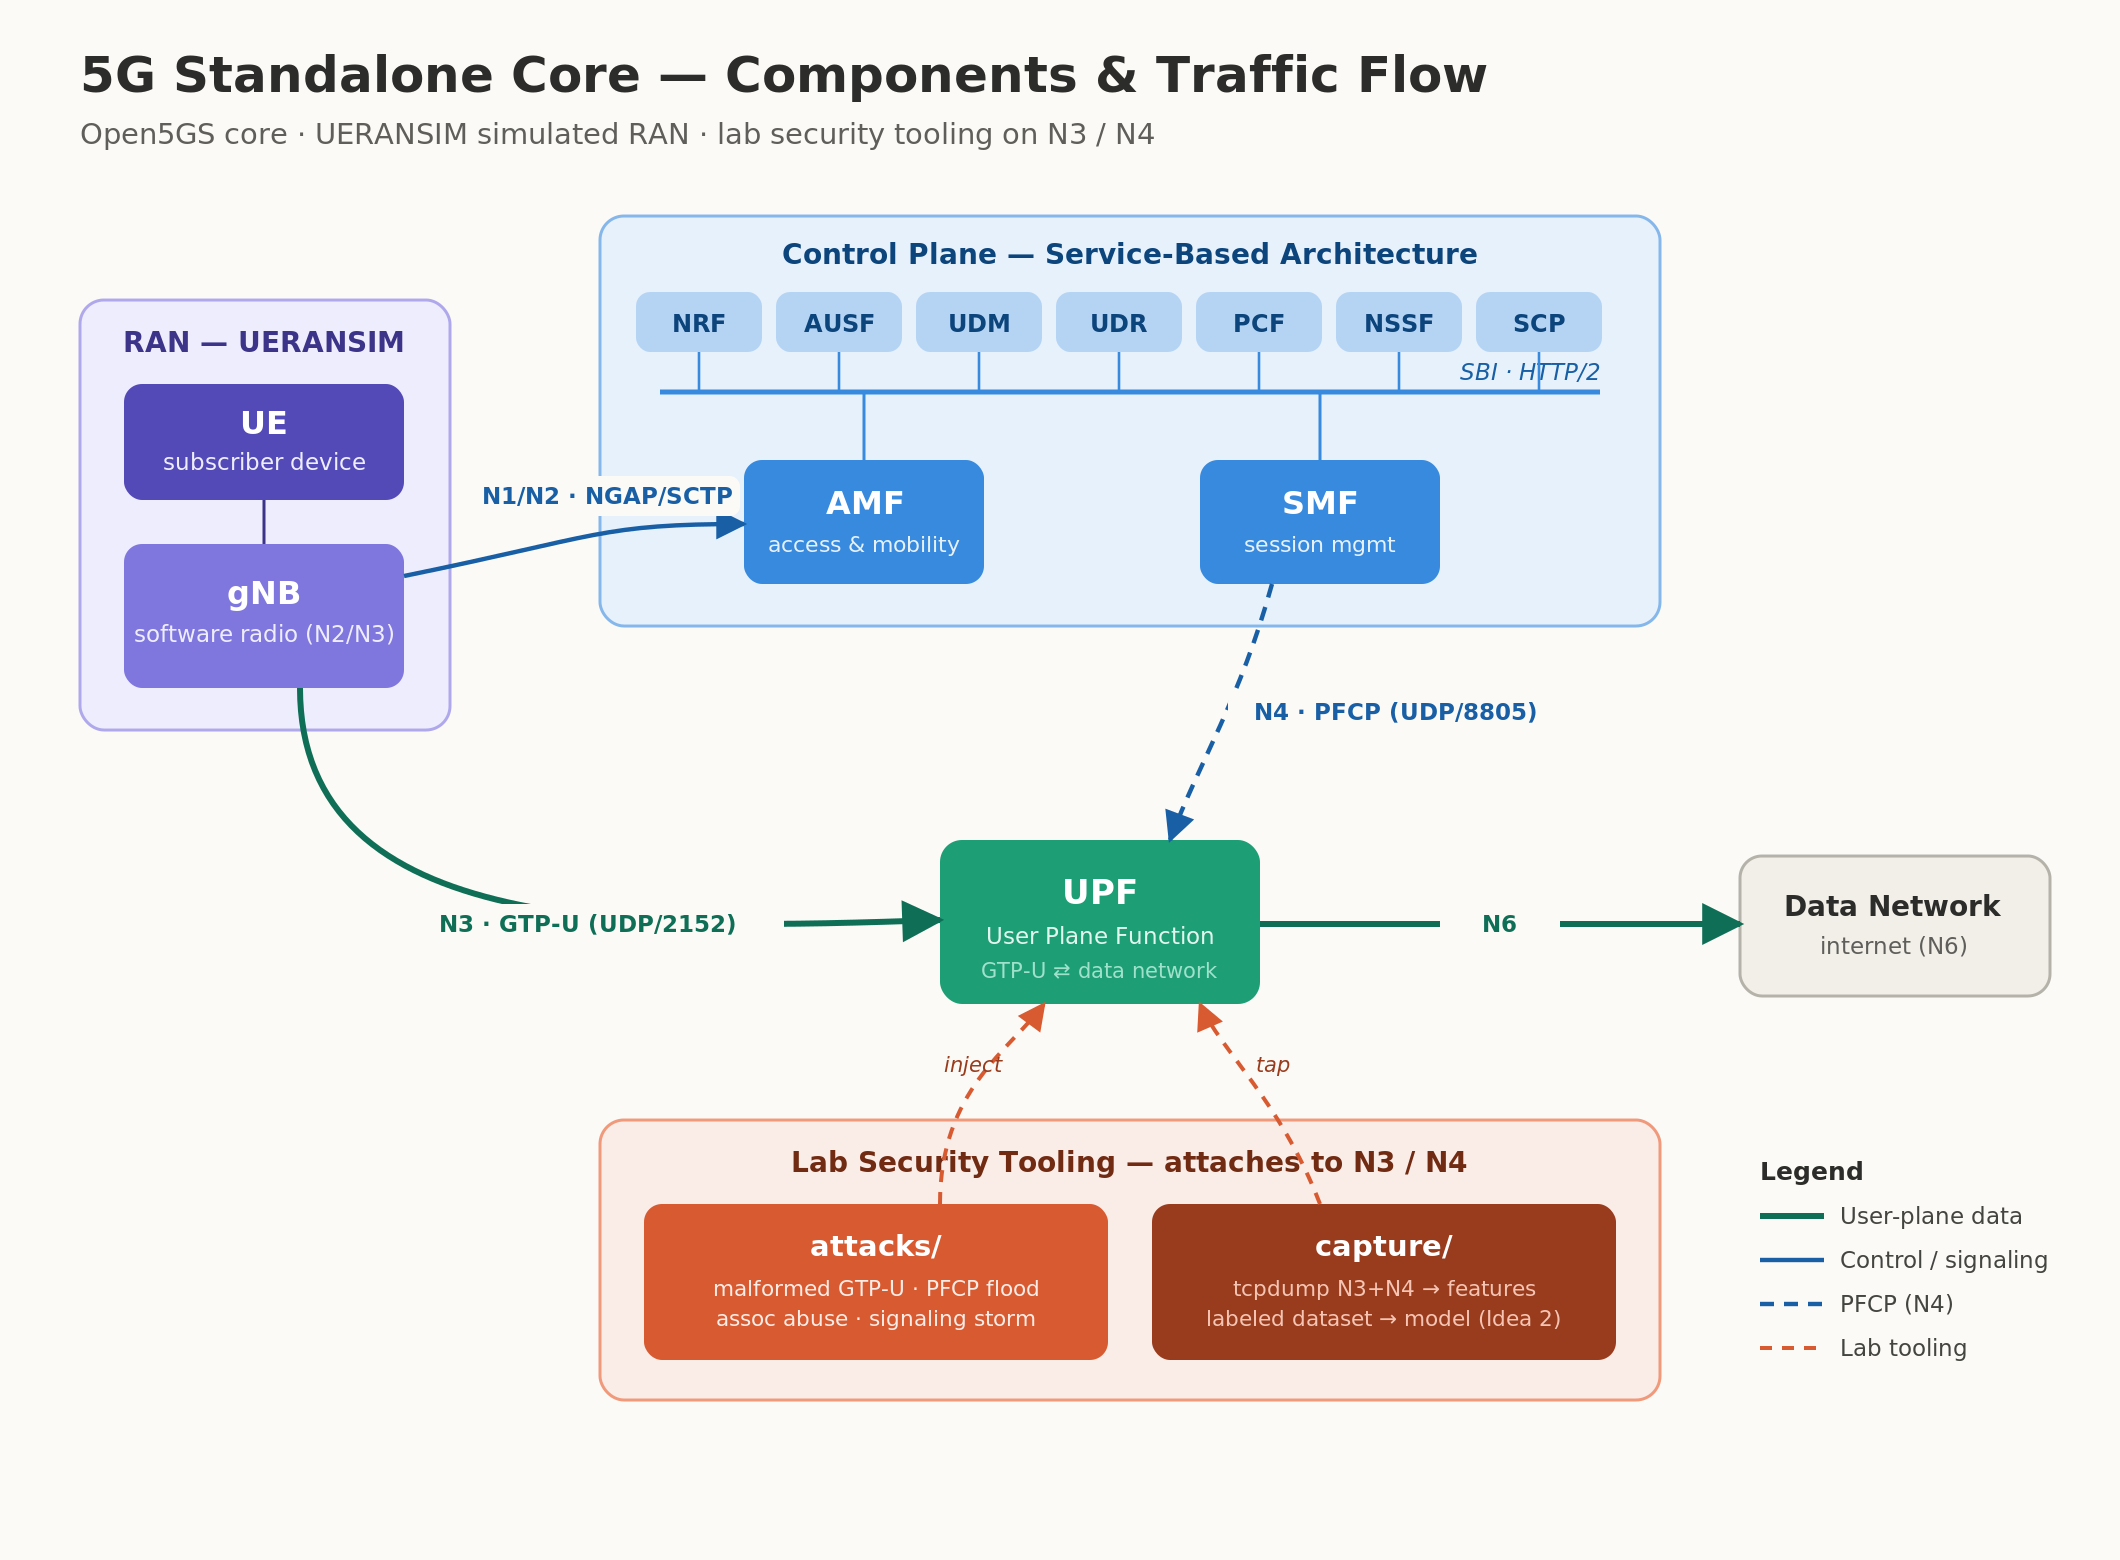 5G Standalone Core — Components & Traffic Flow
Open5GS core · UERANSIM simulated RAN · lab security tooling on N3 / N4
Control Plane — Service-Based Architecture
NRF
AUSF
UDM
UDR
PCF
NSSF
SCP
SBI · HTTP/2
RAN — UERANSIM
UE
subscriber device
gNB
software radio (N2/N3)
N1/N2 · NGAP/SCTP
AMF
access & mobility
SMF
session mgmt
N4 · PFCP (UDP/8805)
N3 · GTP-U (UDP/2152)
UPF
User Plane Function
GTP-U ⇄ data network
N6
Data Network
internet (N6)
inject
tap
Lab Security Tooling — attaches to N3 / N4
attacks/
malformed GTP-U · PFCP flood
assoc abuse · signaling storm
capture/
tcpdump N3+N4 → features
labeled dataset → model (Idea 2)
Legend
User-plane data
Control / signaling
PFCP (N4)
Lab tooling